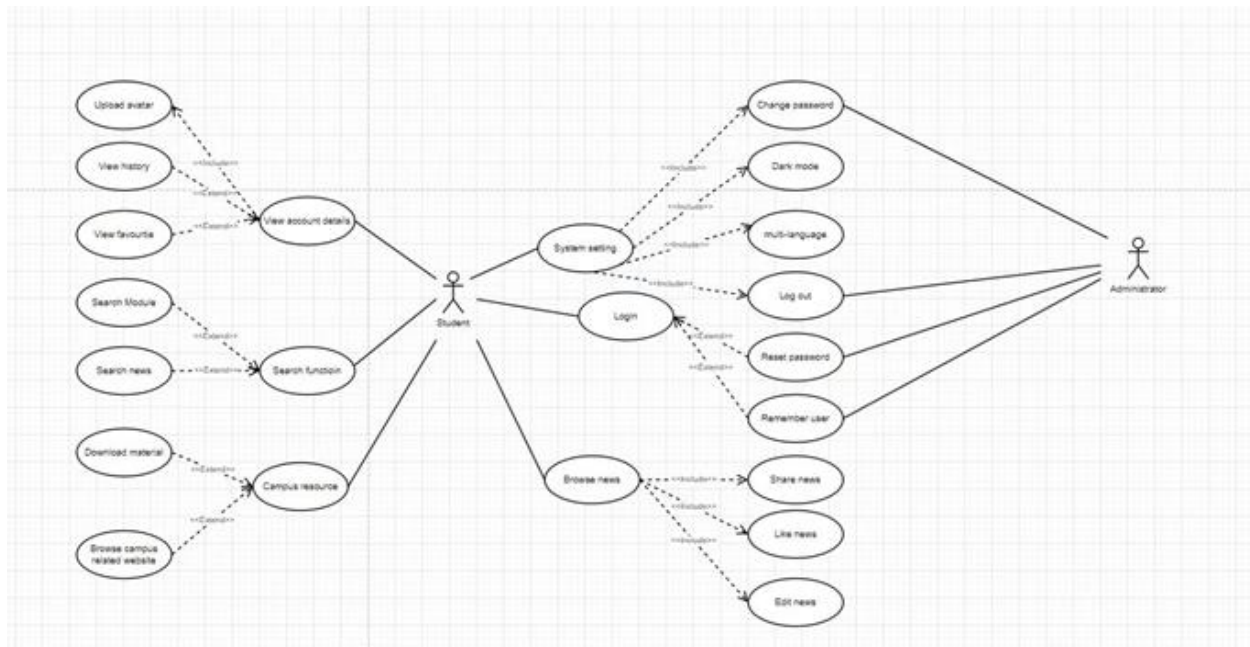 Upload avatar
View history
View favourtie
Search Module
Search news
Download material
Browse campus
related website
<<Include>>
<<Extend>>
<<Extend>>
<<Extend>>
<<Extend>>
<<Extend>>
<<Extend>>
View account details
Search functioin
Campus resource
Student
System setting
Login
Browse news
<<Include>>
<<Include>>
<<Include>>
<<Include>>
<<Extend>>
<<Extend>>
<<Include>>
<<Include>>
<<Include>>
Change password
Dark mode
multi-language
Log out
Reset password
Remember user
Share news
Like news
Edit news
Administrator